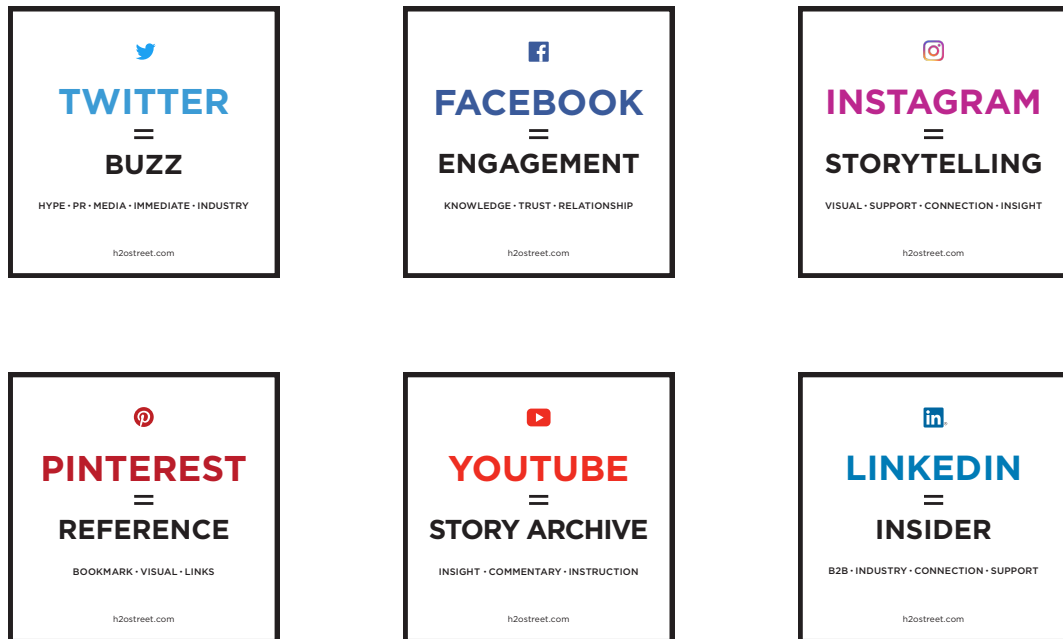 TWITTER
=
BUZZ
HYPE · PR · MEDIA · IMMEDIATE · INDUSTRY
h2ostreet.com
FACEBOOK
=
ENGAGEMENT
KNOWLEDGE · TRUST · RELATIONSHIP
h2ostreet.com
INSTAGRAM
=
STORYTELLING
VISUAL · SUPPORT · CONNECTION · INSIGHT
h2ostreet.com
PINTEREST
=
REFERENCE
BOOKMARK · VISUAL · LINKS
h2ostreet.com
YOUTUBE
=
STORY ARCHIVE
INSIGHT · COMMENTARY · INSTRUCTION
h2ostreet.com
in
LINKEDIN
=
INSIDER
B2B · INDUSTRY · CONNECTION · SUPPORT
h2ostreet.com